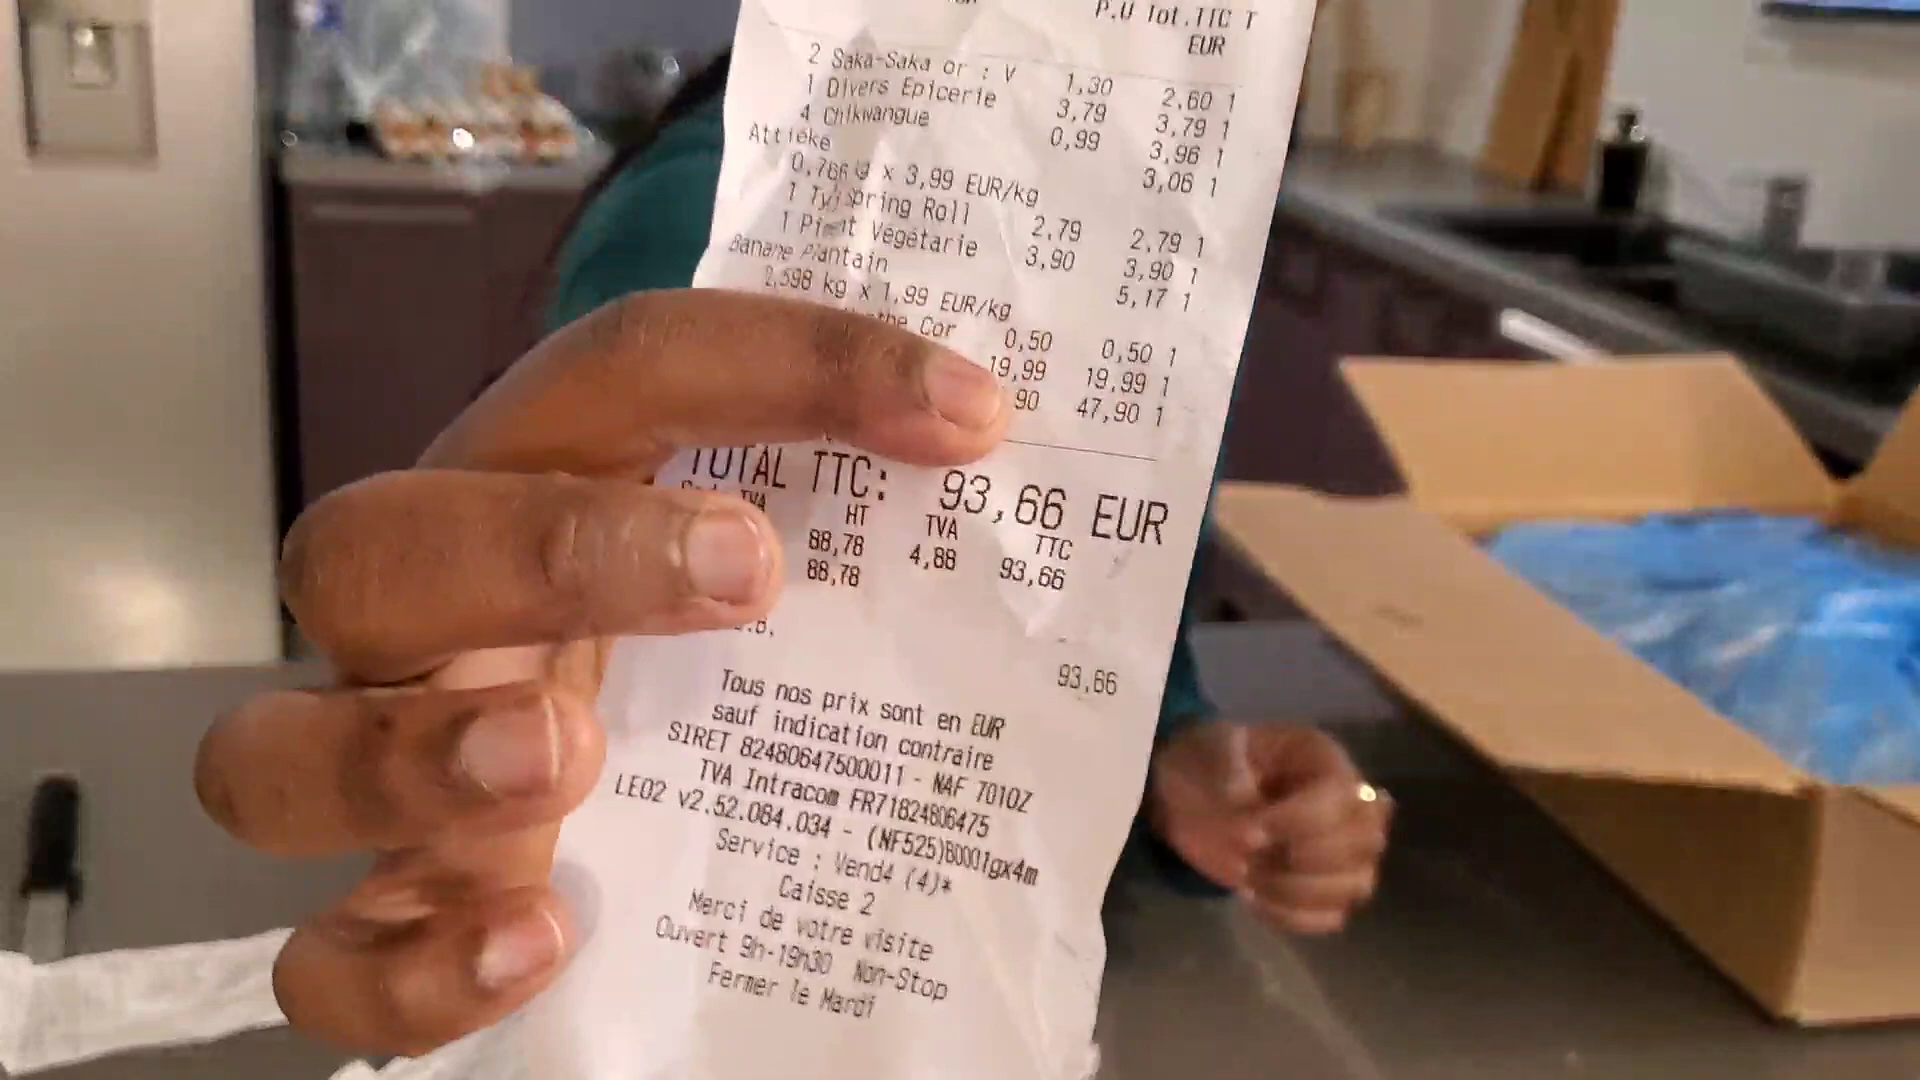 P.U Tot.TTC T
EUR
2 Saka-Saka or : V 1,30 2,60 1
1 Divers Epicerie 3,79 3,79 1
4 Chikwangue 0,99 3,96 1
Attiéké 3,06 1
0,766 x 3,99 EUR/kg
1 Spring Roll 2,79 2,79 1
1 Piment Végétarie 3,90 3,90 1
Banane Plantain 5,17 1
2,598 kg x 1,99 EUR/kg
Cor 0,50 0,50 1
19,99 19,99 1
90 47,90 1
TOTAL TTC: 93,66 EUR
TVA HT TVA TTC
88,78 4,88 93,66
88,78
.B. 93,66
Tous nos prix sont en EUR
sauf indication contraire
SIRET 82480647500011 - NAF 7010Z
TVA Intracom FR71824806475
LEO2 v2.52.084.034 - (NF525)B0001gx4m
Service : Vend4 (4)*
Caisse 2
Merci de votre visite
Ouvert 9h-19h30 Non-Stop
Fermer le Mardi